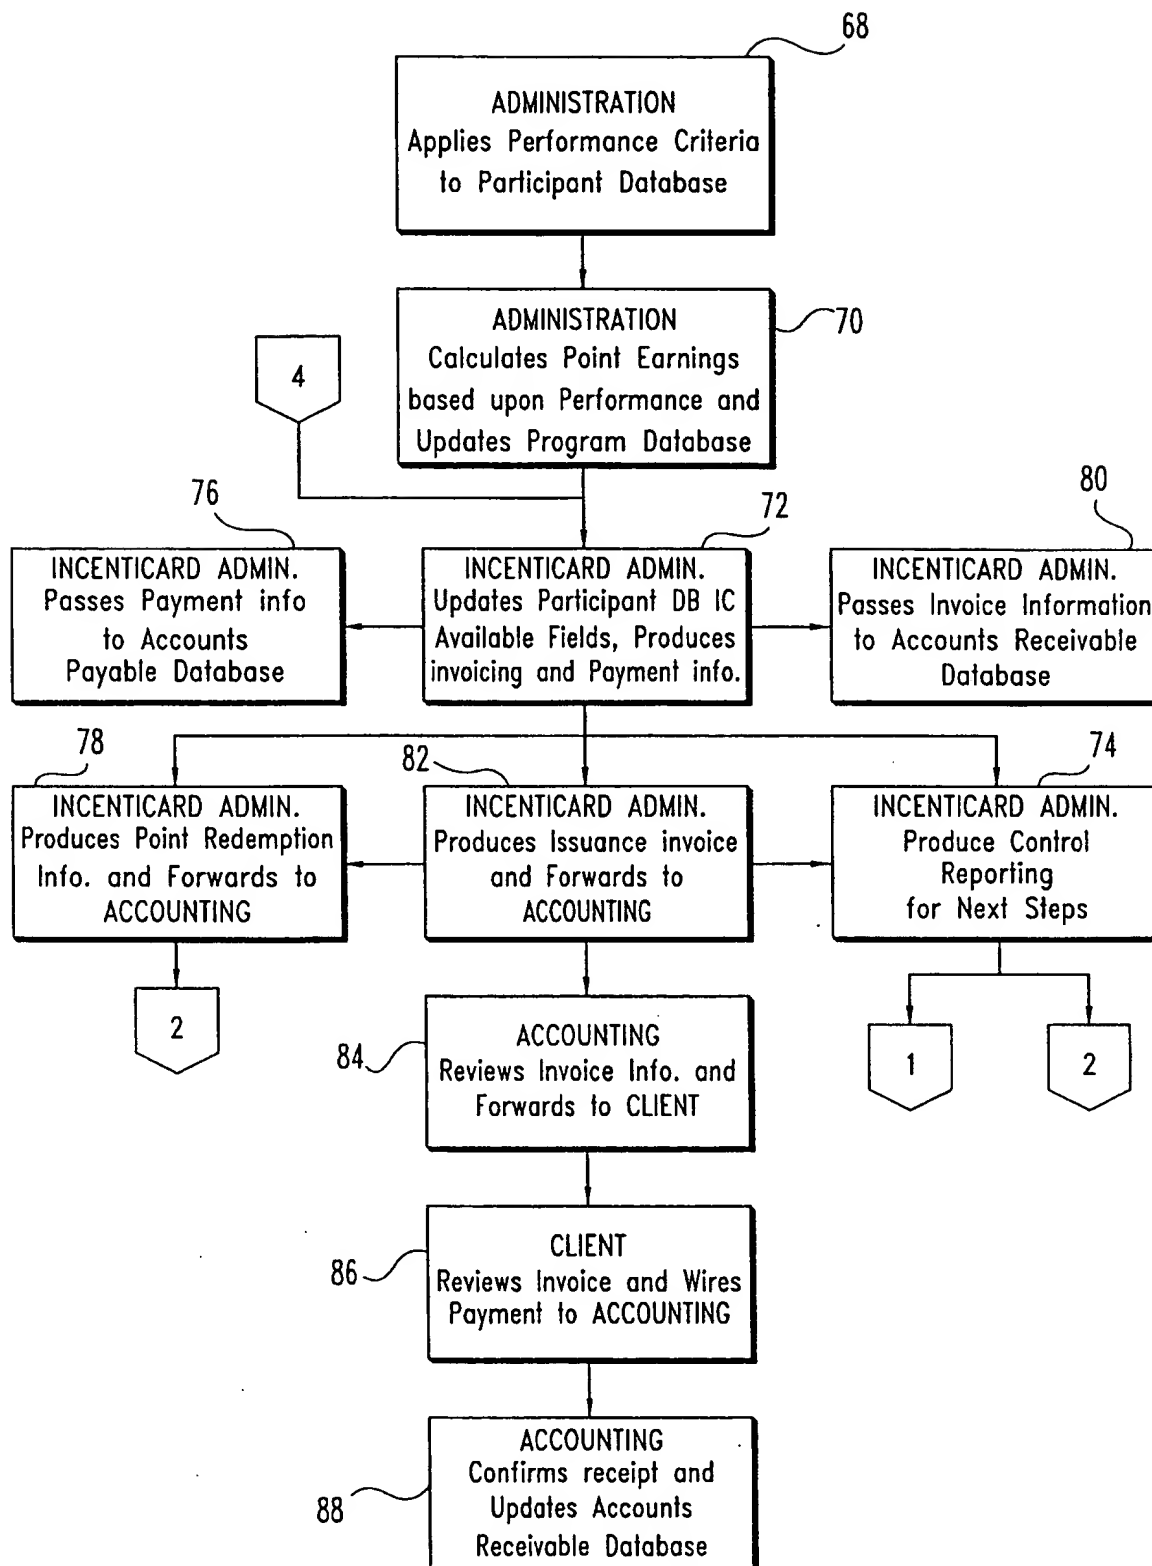 68
ADMINISTRATION
Applies Performance Criteria
to Participant Database
70
ADMINISTRATION
Calculates Point Earnings
based upon Performance and
Updates Program Database
4
76
INCENTICARD ADMIN.
Passes Payment info
to Accounts
Payable Database
72
INCENTICARD ADMIN.
Updates Participant DB IC
Available Fields, Produces
invoicing and Payment info.
80
INCENTICARD ADMIN.
Passes Invoice Information
to Accounts Receivable
Database
78
INCENTICARD ADMIN.
Produces Point Redemption
Info. and Forwards to
ACCOUNTING
82
INCENTICARD ADMIN.
Produces Issuance invoice
and Forwards to
ACCOUNTING
74
INCENTICARD ADMIN.
Produce Control
Reporting
for Next Steps
2
1
2
84
ACCOUNTING
Reviews Invoice Info. and
Forwards to CLIENT
86
CLIENT
Reviews Invoice and Wires
Payment to ACCOUNTING
88
ACCOUNTING
Confirms receipt and
Updates Accounts
Receivable Database